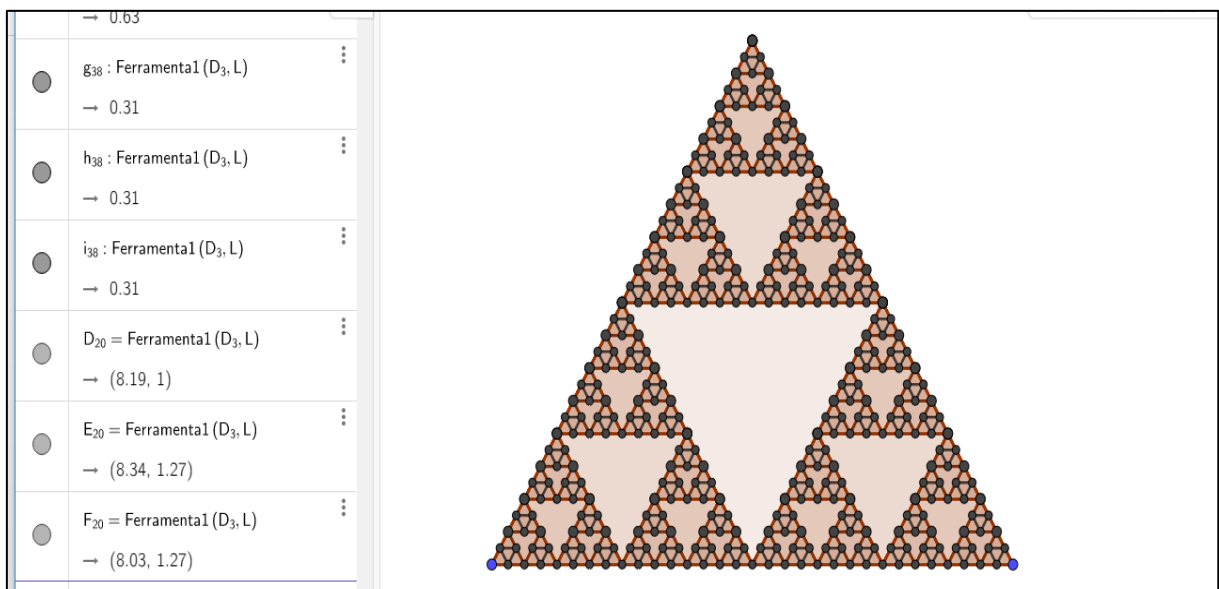 → 0.63
g₃₈ : Ferramenta1 (D₃, L)
→ 0.31
h₃₈ : Ferramenta1 (D₃, L)
→ 0.31
i₃₈ : Ferramenta1 (D₃, L)
→ 0.31
D₂₀ = Ferramenta1 (D₃, L)
→ (8.19, 1)
E₂₀ = Ferramenta1 (D₃, L)
→ (8.34, 1.27)
F₂₀ = Ferramenta1 (D₃, L)
→ (8.03, 1.27)